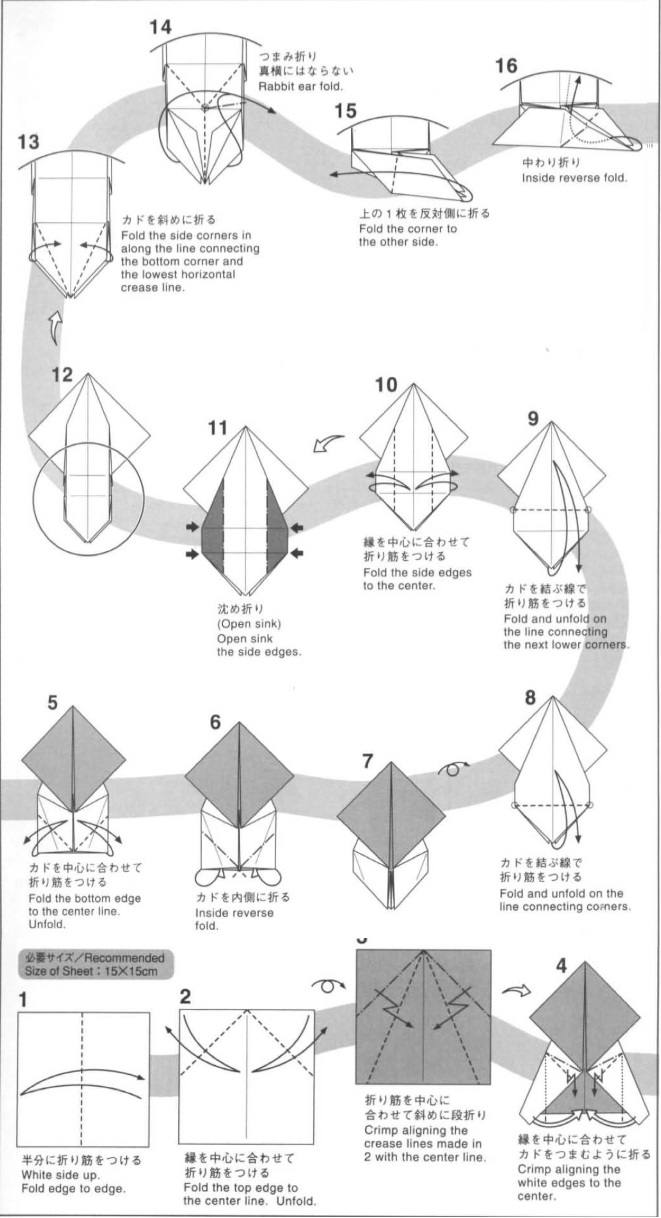 14
つまみ折り
真横にはならない
Rabbit ear fold.
16
中わり折り
Inside reverse fold.
15
上の1枚を反対側に折る
Fold the corner to
the other side.
13
カドを斜めに折る
Fold the side corners in
along the line connecting
the bottom corner and
the lowest horizontal
crease line.
12
11
沈め折り
(Open sink)
Open sink
the side edges.
10
縁を中心に合わせて
折り筋をつける
Fold the side edges
to the center.
9
カドを結ぶ線で
折り筋をつける
Fold and unfold on
the line connecting
the next lower corners.
5
カドを中心に合わせて
折り筋をつける
Fold the bottom edge
to the center line.
Unfold.
6
カドを内側に折る
Inside reverse
fold.
7
8
カドを結ぶ線で
折り筋をつける
Fold and unfold on the
line connecting corners.
必要サイズ／Recommended
Size of Sheet：15×15cm
1
半分に折り筋をつける
White side up.
Fold edge to edge.
2
縁を中心に合わせて
折り筋をつける
Fold the top edge to
the center line. Unfold.
折り筋を中心に
合わせて斜めに段折り
Crimp aligning the
crease lines made in
2 with the center line.
4
縁を中心に合わせて
カドをつまむように折る
Crimp aligning the
white edges to the
center.